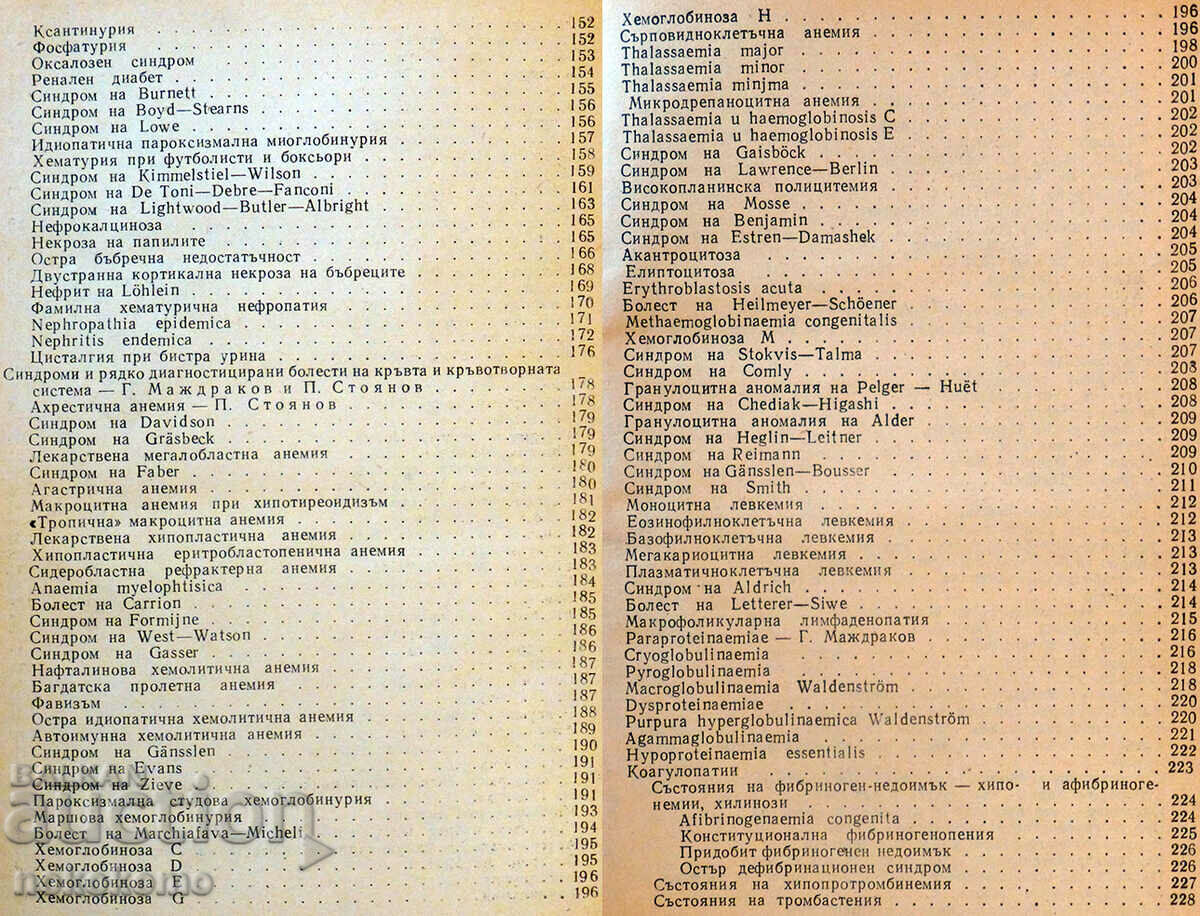 Ксантинурия . . . 152
Фосфатурия . . . 152
Оксалозен синдром . . . 153
Ренален диабет . . . 154
Синдром на Burnett . . . 155
Синдром на Boyd—Stearns . . . 156
Синдром на Lowe . . . 156
Идиопатична пароксизмална миоглобинурия . . . 157
Хематурия при футболисти и боксьори . . . 158
Синдром на Kimmelstiel—Wilson . . . 159
Синдром на De Toni—Debre—Fanconi . . . 161
Синдром на Lightwood—Butler—Albright . . . 163
Нефрокалциноза . . . 165
Некроза на папилите . . . 165
Остра бъбречна недостатъчност . . . 166
Двустранна кортикална некроза на бъбреците . . . 168
Нефрит на Löhlein . . . 169
Фамилна хематурична нефропатия . . . 170
Nephropathia epidemica . . . 171
Nephritis endemica . . . 172
Цисталгия при бистра урина . . . 176
Синдроми и рядко диагностицирани болести на кръвта и кръвотворната
система — Г. Маждраков и П. Стоянов . . . 178
Ахрестична анемия — П. Стоянов . . . 178
Синдром на Davidson . . . 179
Синдром на Gräsbeck . . . 179
Лекарствена мегалобластна анемия . . . 179
Синдром на Faber . . . 180
Агастрична анемия . . . 180
Макроцитна анемия при хипотиреоидизъм . . . 181
«Тропична» макроцитна анемия . . . 182
Лекарствена хипопластична анемия . . . 182
Хипопластична еритробластопенична анемия . . . 183
Сидеробластна рефрактерна анемия . . . 183
Anaemia myelophtisica . . . 184
Болест на Carrion . . . 185
Синдром на Formijne . . . 185
Синдром на West—Watson . . . 186
Синдром на Gasser . . . 186
Нафталинова хемолитична анемия . . . 187
Багдатска пролетна анемия . . . 187
Фавизъм . . . 187
Остра идиопатична хемолитична анемия . . . 188
Автоимунна хемолитична анемия . . . 189
Синдром на Gänsslen . . . 190
Синдром на Evans . . . 191
Синдром на Zieve . . . 191
Пароксизмална студова хемоглобинурия . . . 191
Маршова хемоглобинурия . . . 193
Болест на Marchiafava—Micheli . . . 194
Хемоглобиноза C . . . 195
Хемоглобиноза D . . . 195
Хемоглобиноза E . . . 196
Хемоглобиноза G . . . 196
BALKAN
auction
Хемоглобиноза H . . . 196
Сърповидноклетъчна анемия . . . 196
Thalassaemia major . . . 198
Thalassaemia minor . . . 200
Thalassaemia minjma . . . 201
Микродрепаноцитна анемия . . . 201
Thalassaemia и haemoglobinosis C . . . 202
Thalassaemia и haemoglobinosis E . . . 202
Синдром на Gaisböck . . . 202
Синдром на Lawrence—Berlin . . . 203
Високопланинска полицитемия . . . 203
Синдром на Mosse . . . 204
Синдром на Benjamin . . . 204
Синдром на Estren—Damashek . . . 204
Акантроцитоза . . . 205
Елиптоцитоза . . . 205
Erythroblastosis acuta . . . 206
Болест на Heilmeyer—Schöener . . . 206
Methaemoglobinaemia congenitalis . . . 207
Хемоглобиноза M . . . 207
Синдром на Stokvis—Talma . . . 207
Синдром на Comly . . . 208
Гранулоцитна аномалия на Pelger — Huët . . . 208
Синдром на Chediak—Higashi . . . 208
Гранулоцитна аномалия на Alder . . . 209
Синдром на Heglin—Leitner . . . 209
Синдром на Reimann . . . 209
Синдром на Gänsslen—Bousser . . . 210
Синдром на Smith . . . 211
Моноцитна левкемия . . . 212
Еозинофилноклетъчна левкемия . . . 212
Базофилноклетъчна левкемия . . . 213
Мегакариоцитна левкемия . . . 213
Плазматичноклетъчна левкемия . . . 213
Синдром на Aldrich . . . 214
Болест на Letterer—Siwe . . . 214
Макрофоликуларна лимфаденопатия . . . 215
Paraproteinaemiae — Г. Маждраков . . . 216
Cryoglobulinaemia . . . 216
Pyroglobulinaemia . . . 218
Macroglobulinaemia Waldenström . . . 218
Dysproteinaemiae . . . 220
Purpura hyperglobulinaemica Waldenström . . . 220
Agammaglobulinaemia . . . 221
Hypoproteinaemia essentialis . . . 222
Коагулопатии . . . 223
Състояния на фибриноген-недоимък — хипо- и афибриноге-
немии, хилинози . . . 224
Afibrinogenaemia congenita . . . 224
Конституционална фибриногенопения . . . 225
Придобит фибриногенен недоимък . . . 226
Остър дефибринационен синдром . . . 226
Състояния на хипопротромбинемия . . . 227
Състояния на тромбастения . . . 228